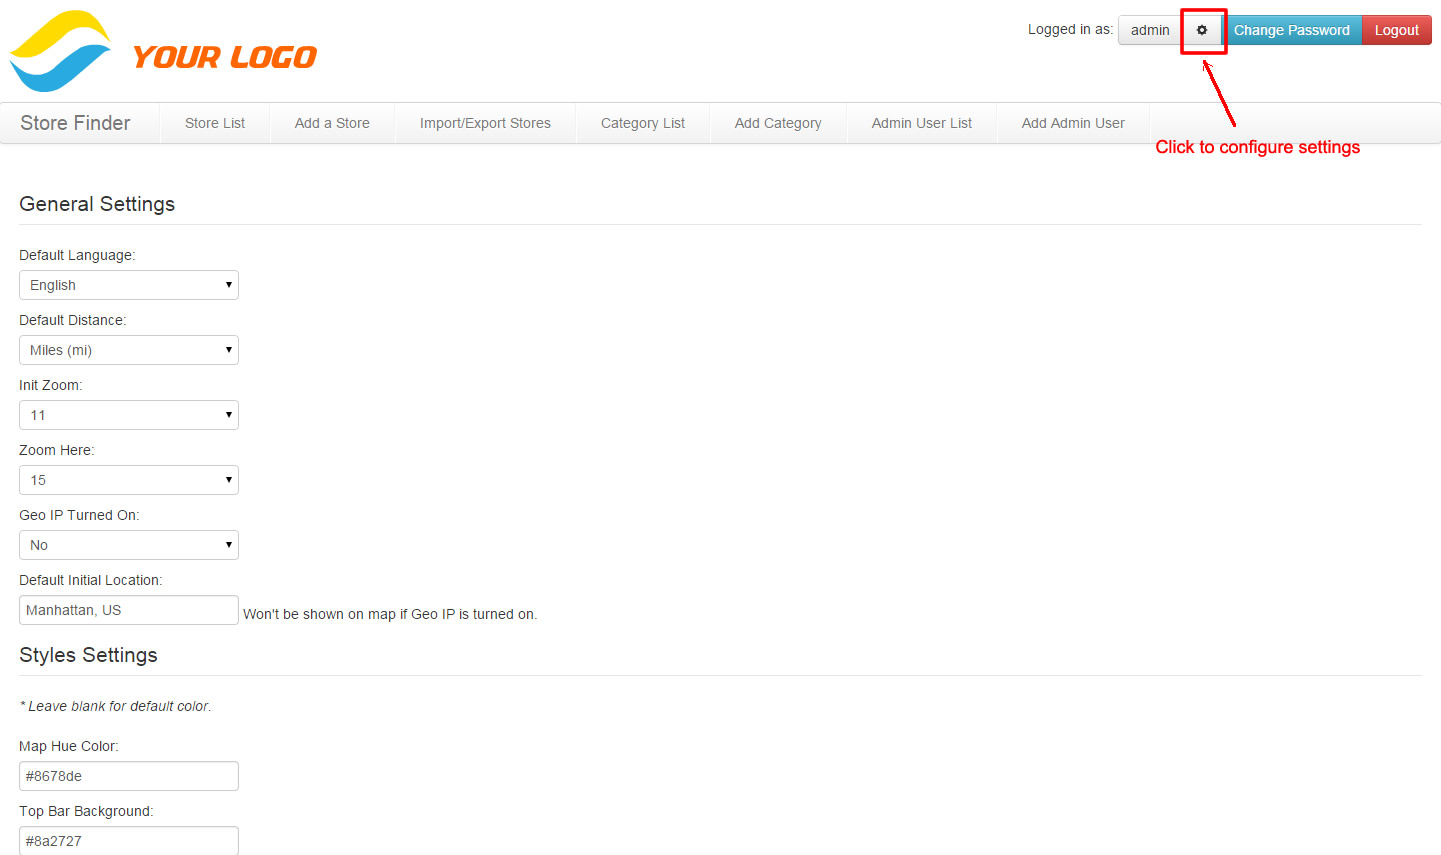 YOUR LOGO
Logged in as: admin Change Password Logout
Store Finder Store List Add a Store Import/Export Stores Category List Add Category Admin User List Add Admin User
Click to configure settings
General Settings
Default Language:
English
Default Distance:
Miles (mi)
Init Zoom:
11
Zoom Here:
15
Geo IP Turned On:
No
Default Initial Location:
Manhattan, US Won't be shown on map if Geo IP is turned on.
Styles Settings
* Leave blank for default color.
Map Hue Color:
#8678de
Top Bar Background:
#8a2727